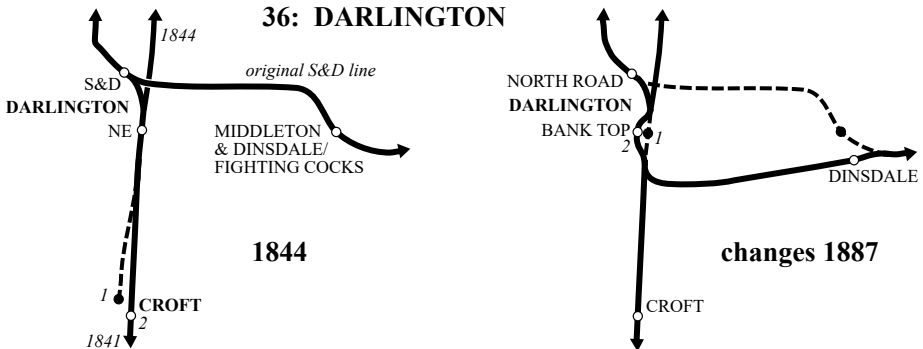 36: DARLINGTON
1844
original S&D line
S&D
DARLINGTON
NE
MIDDLETON
& DINSDALE/
FIGHTING COCKS
1844
1
CROFT
2
1841
NORTH ROAD
DARLINGTON
BANK TOP
1
2
DINSDALE
changes 1887
CROFT